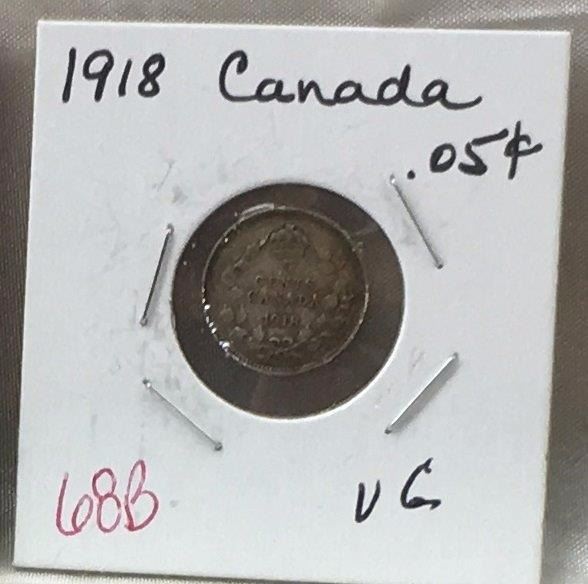 1918 Canada
.05¢
5
CENTS
CANADA
1918
68B
VG